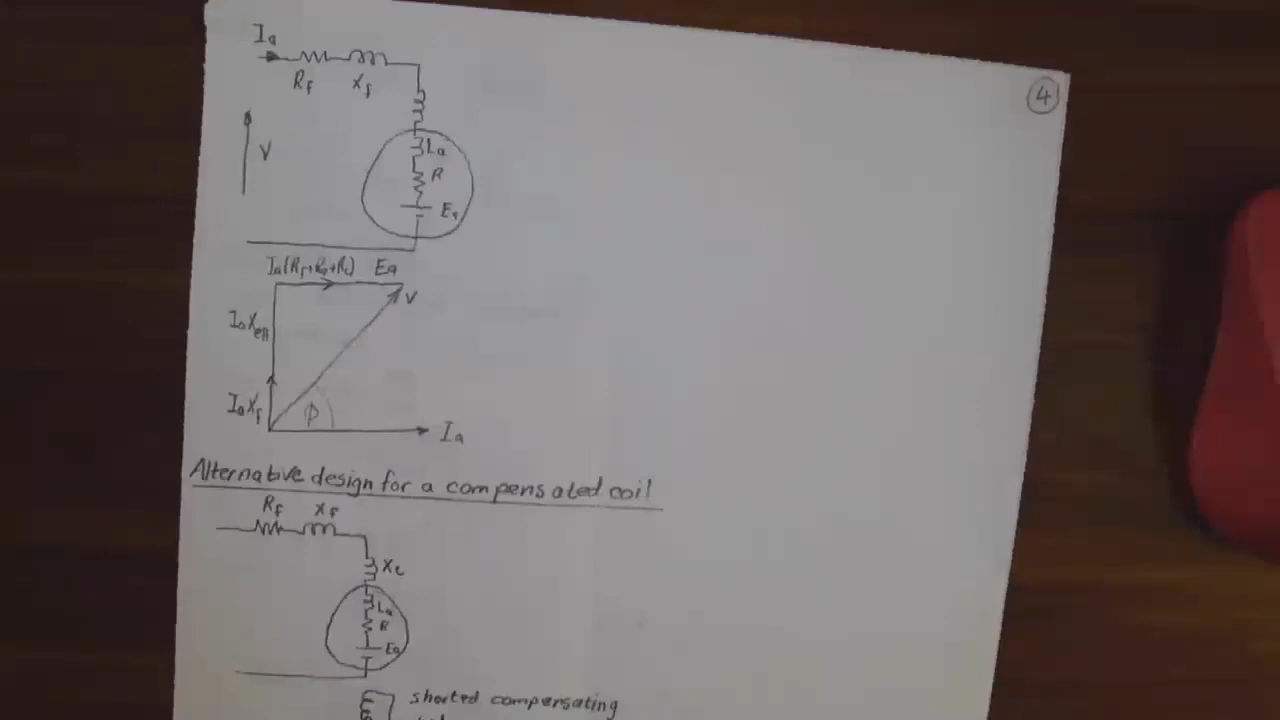 Ia
4
Rf Xf
V
La
R
Ea
Ia(Rf+Ra+Rc) Ea
V
IaXeff
IaXf
φ
Ia
Alternative design for a compensated coil
Rf Xf
Xc
La
R
Ea
shorted compensating